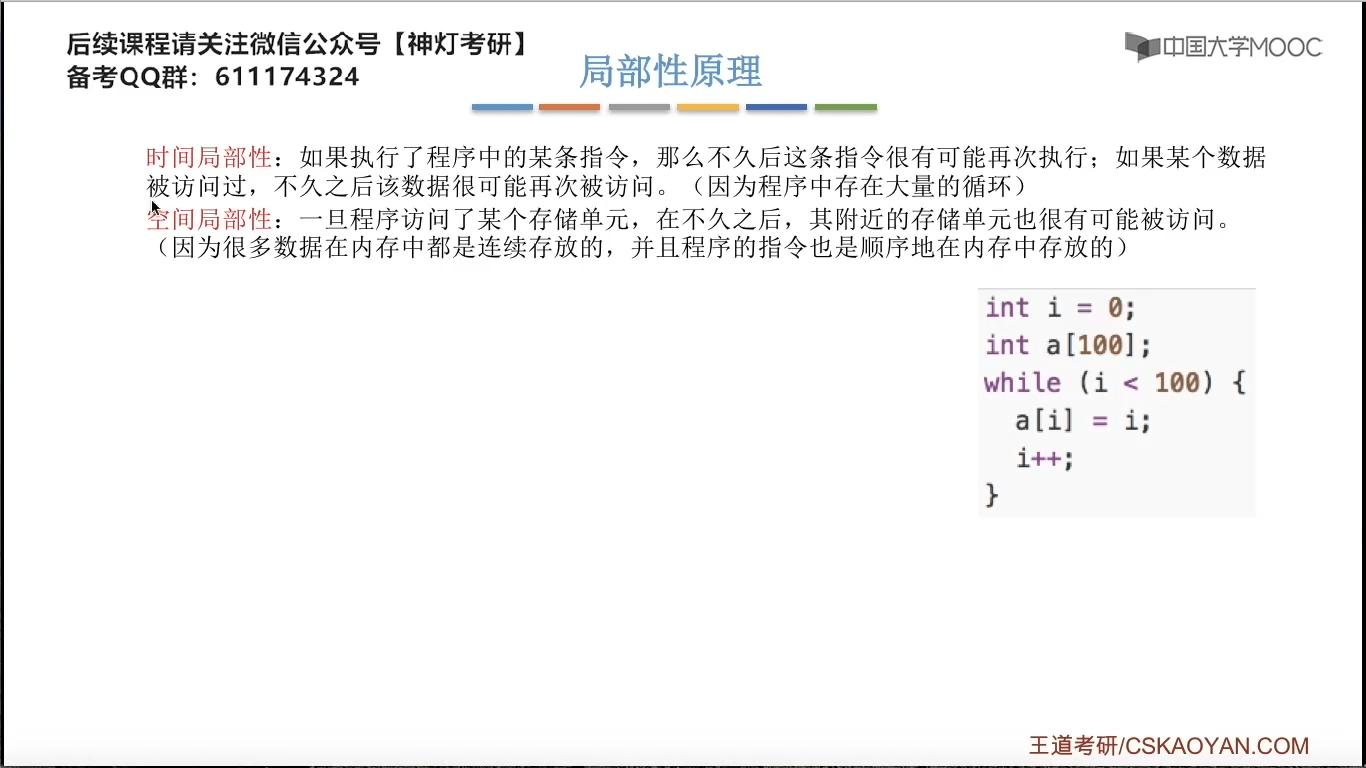 后续课程请关注微信公众号【神灯考研】
备考QQ群：611174324
中国大学MOOC
局部性原理
时间局部性：如果执行了程序中的某条指令，那么不久后这条指令很有可能再次执行；如果某个数据
被访问过，不久之后该数据很可能再次被访问。（因为程序中存在大量的循环）
空间局部性：一旦程序访问了某个存储单元，在不久之后，其附近的存储单元也很有可能被访问。
（因为很多数据在内存中都是连续存放的，并且程序的指令也是顺序地在内存中存放的）
int i = 0;
int a[100];
while (i < 100) {
a[i] = i;
i++;
}
王道考研/CSKAOYAN.COM